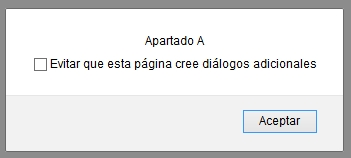 Apartado A
Evitar que esta página cree diálogos adicionales
Aceptar